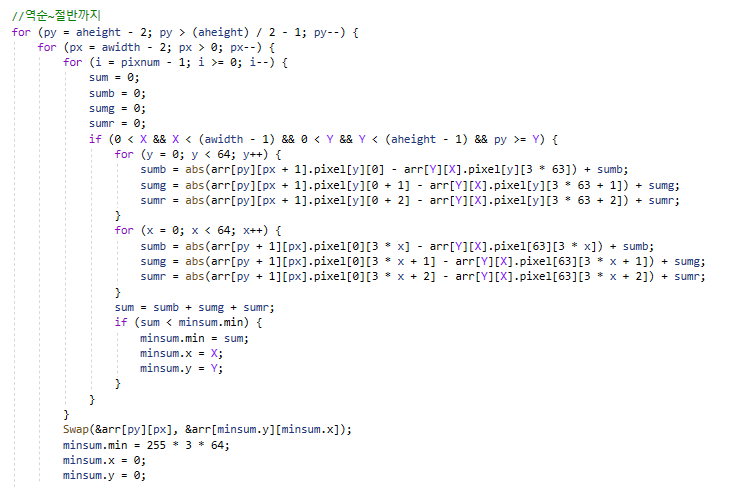 //역순~절반까지
for (py = aheight - 2; py > (aheight) / 2 - 1; py--) {
for (px = awidth - 2; px > 0; px--) {
for (i = pixnum - 1; i >= 0; i--) {
sum = 0;
sumb = 0;
sumg = 0;
sumr = 0;
if (0 < X && X < (awidth - 1) && 0 < Y && Y < (aheight - 1) && py >= Y) {
for (y = 0; y < 64; y++) {
sumb = abs(arr[py][px + 1].pixel[y][0] - arr[Y][X].pixel[y][3 * 63]) + sumb;
sumg = abs(arr[py][px + 1].pixel[y][0 + 1] - arr[Y][X].pixel[y][3 * 63 + 1]) + sumg;
sumr = abs(arr[py][px + 1].pixel[y][0 + 2] - arr[Y][X].pixel[y][3 * 63 + 2]) + sumr;
}
for (x = 0; x < 64; x++) {
sumb = abs(arr[py + 1][px].pixel[0][3 * x] - arr[Y][X].pixel[63][3 * x]) + sumb;
sumg = abs(arr[py + 1][px].pixel[0][3 * x + 1] - arr[Y][X].pixel[63][3 * x + 1]) + sumg;
sumr = abs(arr[py + 1][px].pixel[0][3 * x + 2] - arr[Y][X].pixel[63][3 * x + 2]) + sumr;
}
sum = sumb + sumg + sumr;
if (sum < minsum.min) {
minsum.min = sum;
minsum.x = X;
minsum.y = Y;
}
}
}
Swap(&arr[py][px], &arr[minsum.y][minsum.x]);
minsum.min = 255 * 3 * 64;
minsum.x = 0;
minsum.y = 0;